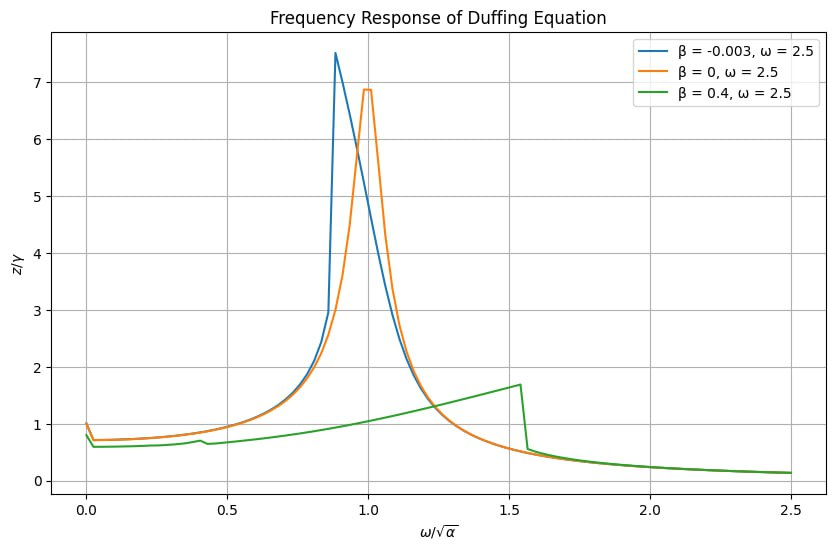 Frequency Response of Duffing Equation
β = -0.003, ω = 2.5
β = 0, ω = 2.5
β = 0.4, ω = 2.5
z/γ
7
6
5
4
3
2
1
0
0.0 0.5 1.0 1.5 2.0 2.5
ω/√α